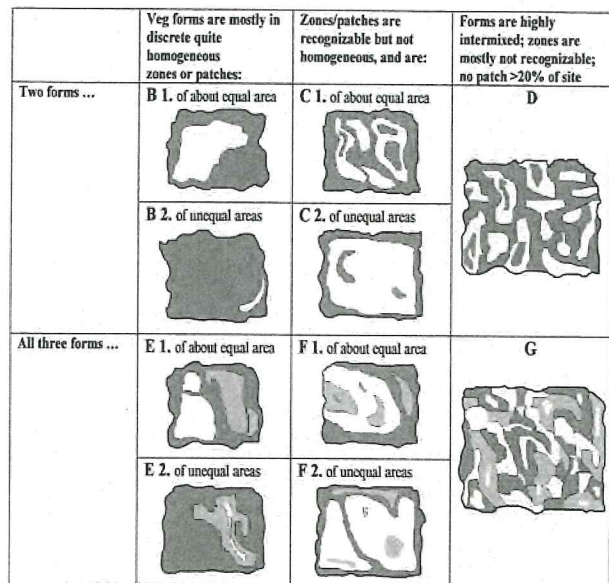 Veg forms are mostly in
discrete quite
homogeneous
zones or patches:
Zones/patches are
recognizable but not
homogeneous, and are:
Forms are highly
intermixed; zones are
mostly not recognizable;
no patch >20% of site
Two forms ...
B 1. of about equal area
C 1. of about equal area
D
B 2. of unequal areas
C 2. of unequal areas
All three forms ...
E 1. of about equal area
F 1. of about equal area
G
E 2. of unequal areas
F 2. of unequal areas